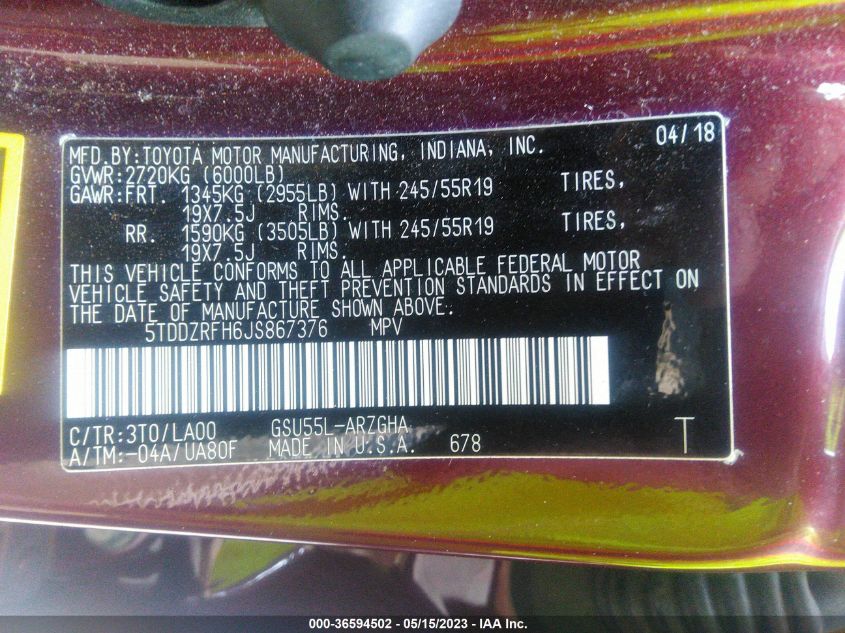 04/18
MFD.BY:TOYOTA MOTOR MANUFACTURING, INDIANA, INC.
GVWR:2720KG (6000LB)
GAWR:FRT. 1345KG (2955LB) WITH 245/55R19 TIRES,
19X7.5J RIMS.
RR. 1590KG (3505LB) WITH 245/55R19 TIRES,
19X7.5J RIMS.
THIS VEHICLE CONFORMS TO ALL APPLICABLE FEDERAL MOTOR
VEHICLE SAFETY AND THEFT PREVENTION STANDARDS IN EFFECT ON
THE DATE OF MANUFACTURE SHOWN ABOVE.
5TDDZRFH6JS867376 MPV
C/TR:3T0/LA00 GSU55L-ARZGHA
A/TM:-04A/UA80F MADE IN U.S.A. 678 T
000-36594502 - 05/15/2023 - IAA Inc.